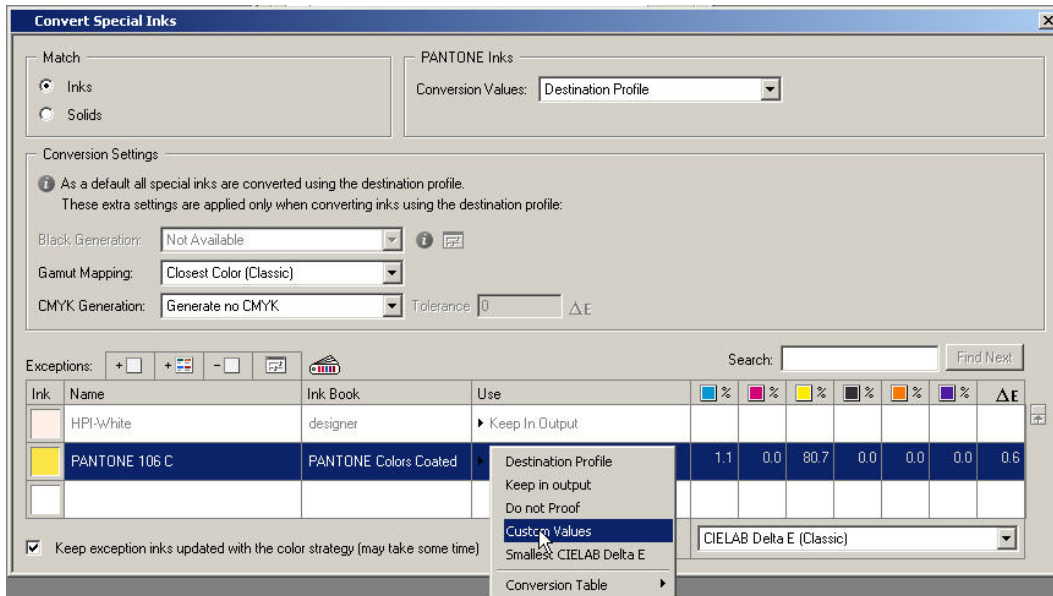 Convert Special Inks
Match
Inks
Solids
PANTONE Inks
Conversion Values: Destination Profile
Conversion Settings
As a default all special inks are converted using the destination profile.
These extra settings are applied only when converting inks using the destination profile:
Black Generation: Not Available
Gamut Mapping: Closest Color (Classic)
CMYK Generation: Generate no CMYK Tolerance 0 ΔE
Exceptions: + + - Search: Find Next
Ink Name Ink Book Use % % % % % % ΔE
HPI-White designer Keep In Output
PANTONE 106 C PANTONE Colors Coated 1.1 0.0 80.7 0.0 0.0 0.0 0.6
Destination Profile
Keep in output
Do not Proof
Custom Values
Smallest CIELAB Delta E
Conversion Table
Keep exception inks updated with the color strategy (may take some time)
CIELAB Delta E (Classic)